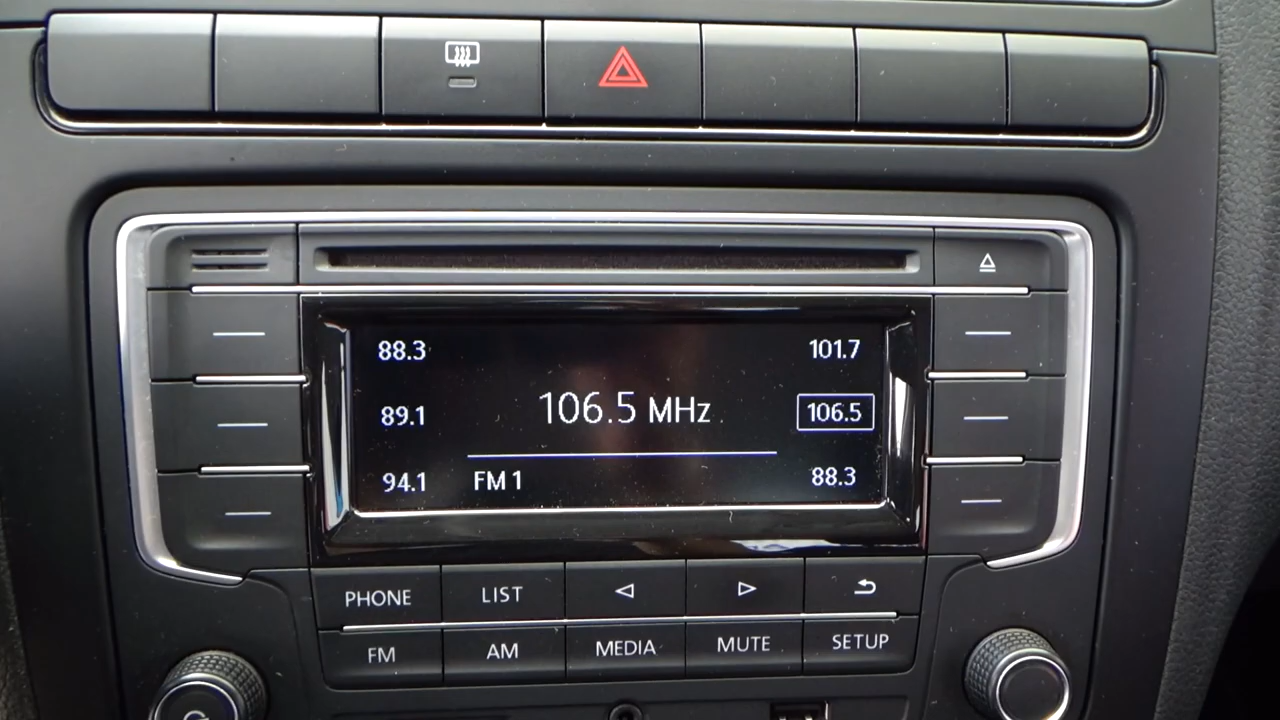 88.3
101.7
106.5 MHz
89.1
106.5
94.1
FM 1
88.3
PHONE
LIST
FM
AM
MEDIA
MUTE
SETUP